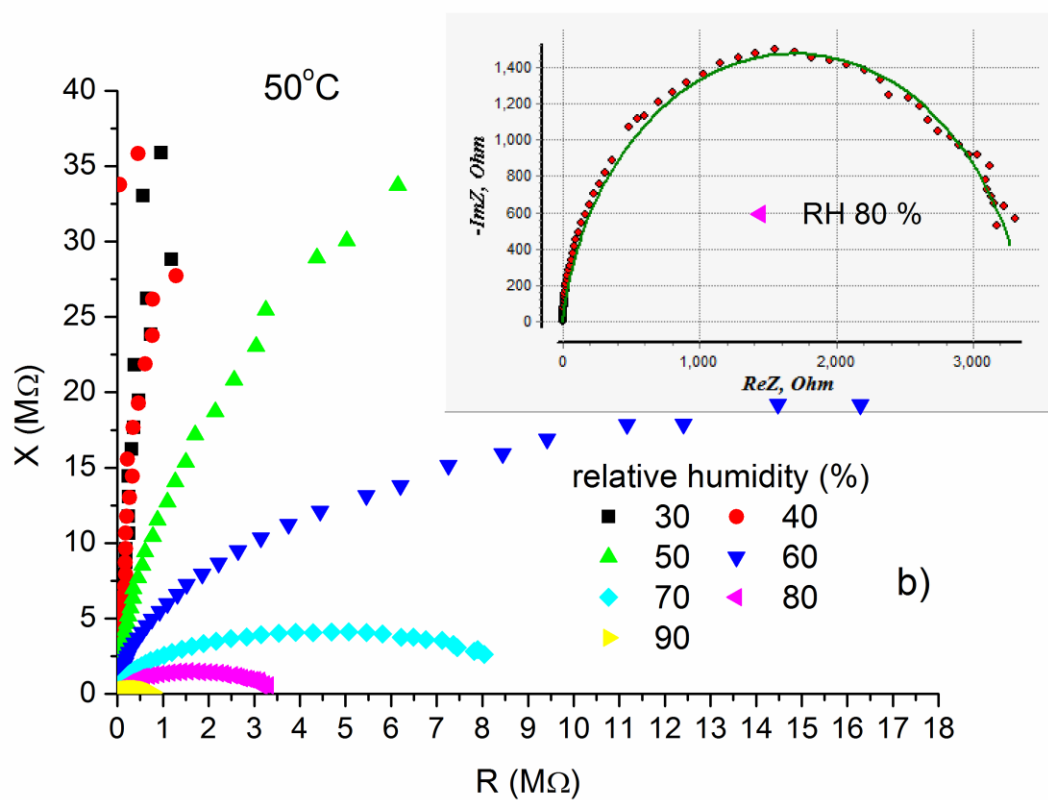 50°C
X (MΩ)
40
35
30
25
20
15
10
5
0
0 1 2 3 4 5 6 7 8 9 10 11 12 13 14 15 16 17 18
R (MΩ)
-ImZ, Ohm
1,400
1,200
1,000
800
600
400
200
0
0 1,000 2,000 3,000
ReZ, Ohm
RH 80 %
relative humidity (%)
30 40
50 60
70 80
90
b)